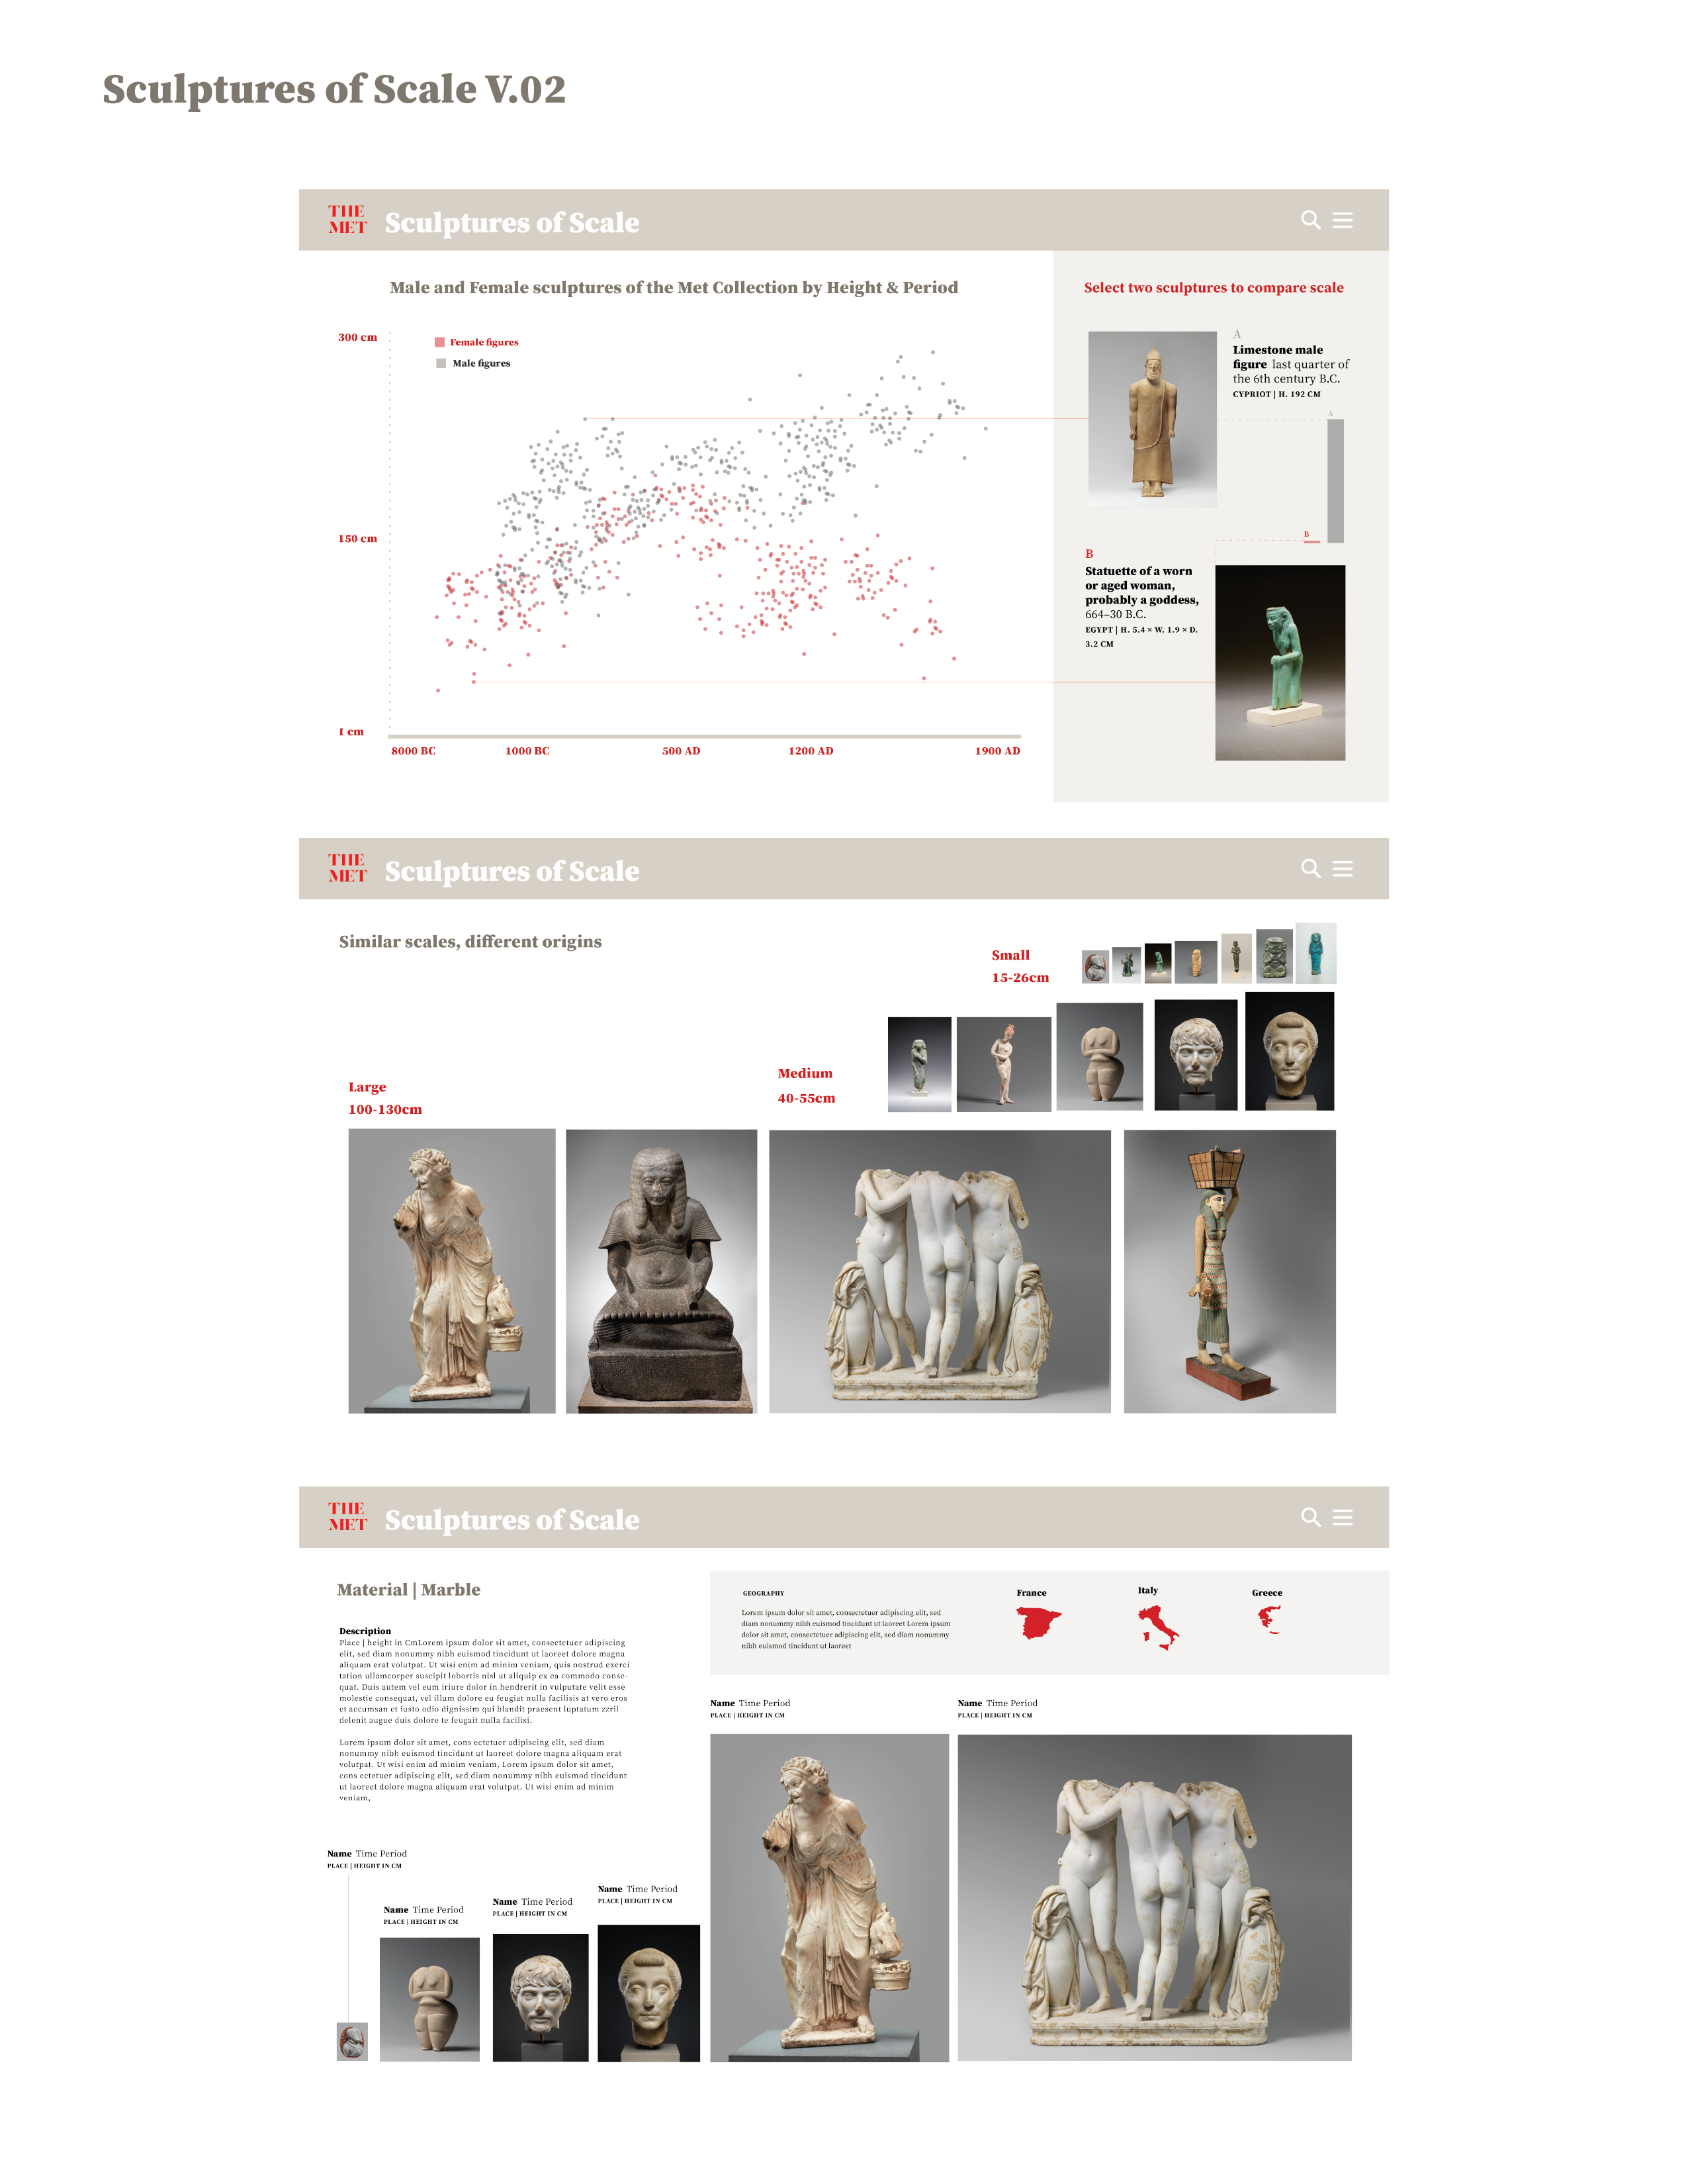 Sculptures of Scale V.02
THE
MET
Sculptures of Scale
Male and Female sculptures of the Met Collection by Height & Period
Select two sculptures to compare scale
300 cm
Female figures
Male figures
150 cm
1 cm
8000 BC
1000 BC
500 AD
1200 AD
1900 AD
A
Limestone male
figure last quarter of
the 6th century B.C.
CYPRIOT | H. 192 CM
A
B
B
Statuette of a worn
or aged woman,
probably a goddess,
664–30 B.C.
EGYPT | H. 5.4 × W. 1.9 × D.
3.2 CM
THE
MET
Sculptures of Scale
Similar scales, different origins
Small
15-26cm
Medium
40-55cm
Large
100-130cm
THE
MET
Sculptures of Scale
Material | Marble
Description
Place | height in CmLorem ipsum dolor sit amet, consectetuer adipiscing
elit, sed diam nonummy nibh euismod tincidunt ut laoreet dolore magna
aliquam erat volutpat. Ut wisi enim ad minim veniam, quis nostrud exerci
tation ullamcorper suscipit lobortis nisl ut aliquip ex ea commodo conse-
quat. Duis autem vel eum iriure dolor in hendrerit in vulputate velit esse
molestie consequat, vel illum dolore eu feugiat nulla facilisis at vero eros
et accumsan et iusto odio dignissim qui blandit praesent luptatum zzril
delenit augue duis dolore te feugait nulla facilisi.
Lorem ipsum dolor sit amet, cons ectetuer adipiscing elit, sed diam
nonummy nibh euismod tincidunt ut laoreet dolore magna aliquam erat
volutpat. Ut wisi enim ad minim veniam, Lorem ipsum dolor sit amet,
cons ectetuer adipiscing elit, sed diam nonummy nibh euismod tincidunt
ut laoreet dolore magna aliquam erat volutpat. Ut wisi enim ad minim
veniam,
GEOGRAPHY
Lorem ipsum dolor sit amet, consectetuer adipiscing elit, sed
diam nonummy nibh euismod tincidunt ut laoreet Lorem ipsum
dolor sit amet, consectetuer adipiscing elit, sed diam nonummy
nibh euismod tincidunt ut laoreet
France
Italy
Greece
Name Time Period
PLACE | HEIGHT IN CM
Name Time Period
PLACE | HEIGHT IN CM
Name Time Period
PLACE | HEIGHT IN CM
Name Time Period
PLACE | HEIGHT IN CM
Name Time Period
PLACE | HEIGHT IN CM
Name Time Period
PLACE | HEIGHT IN CM